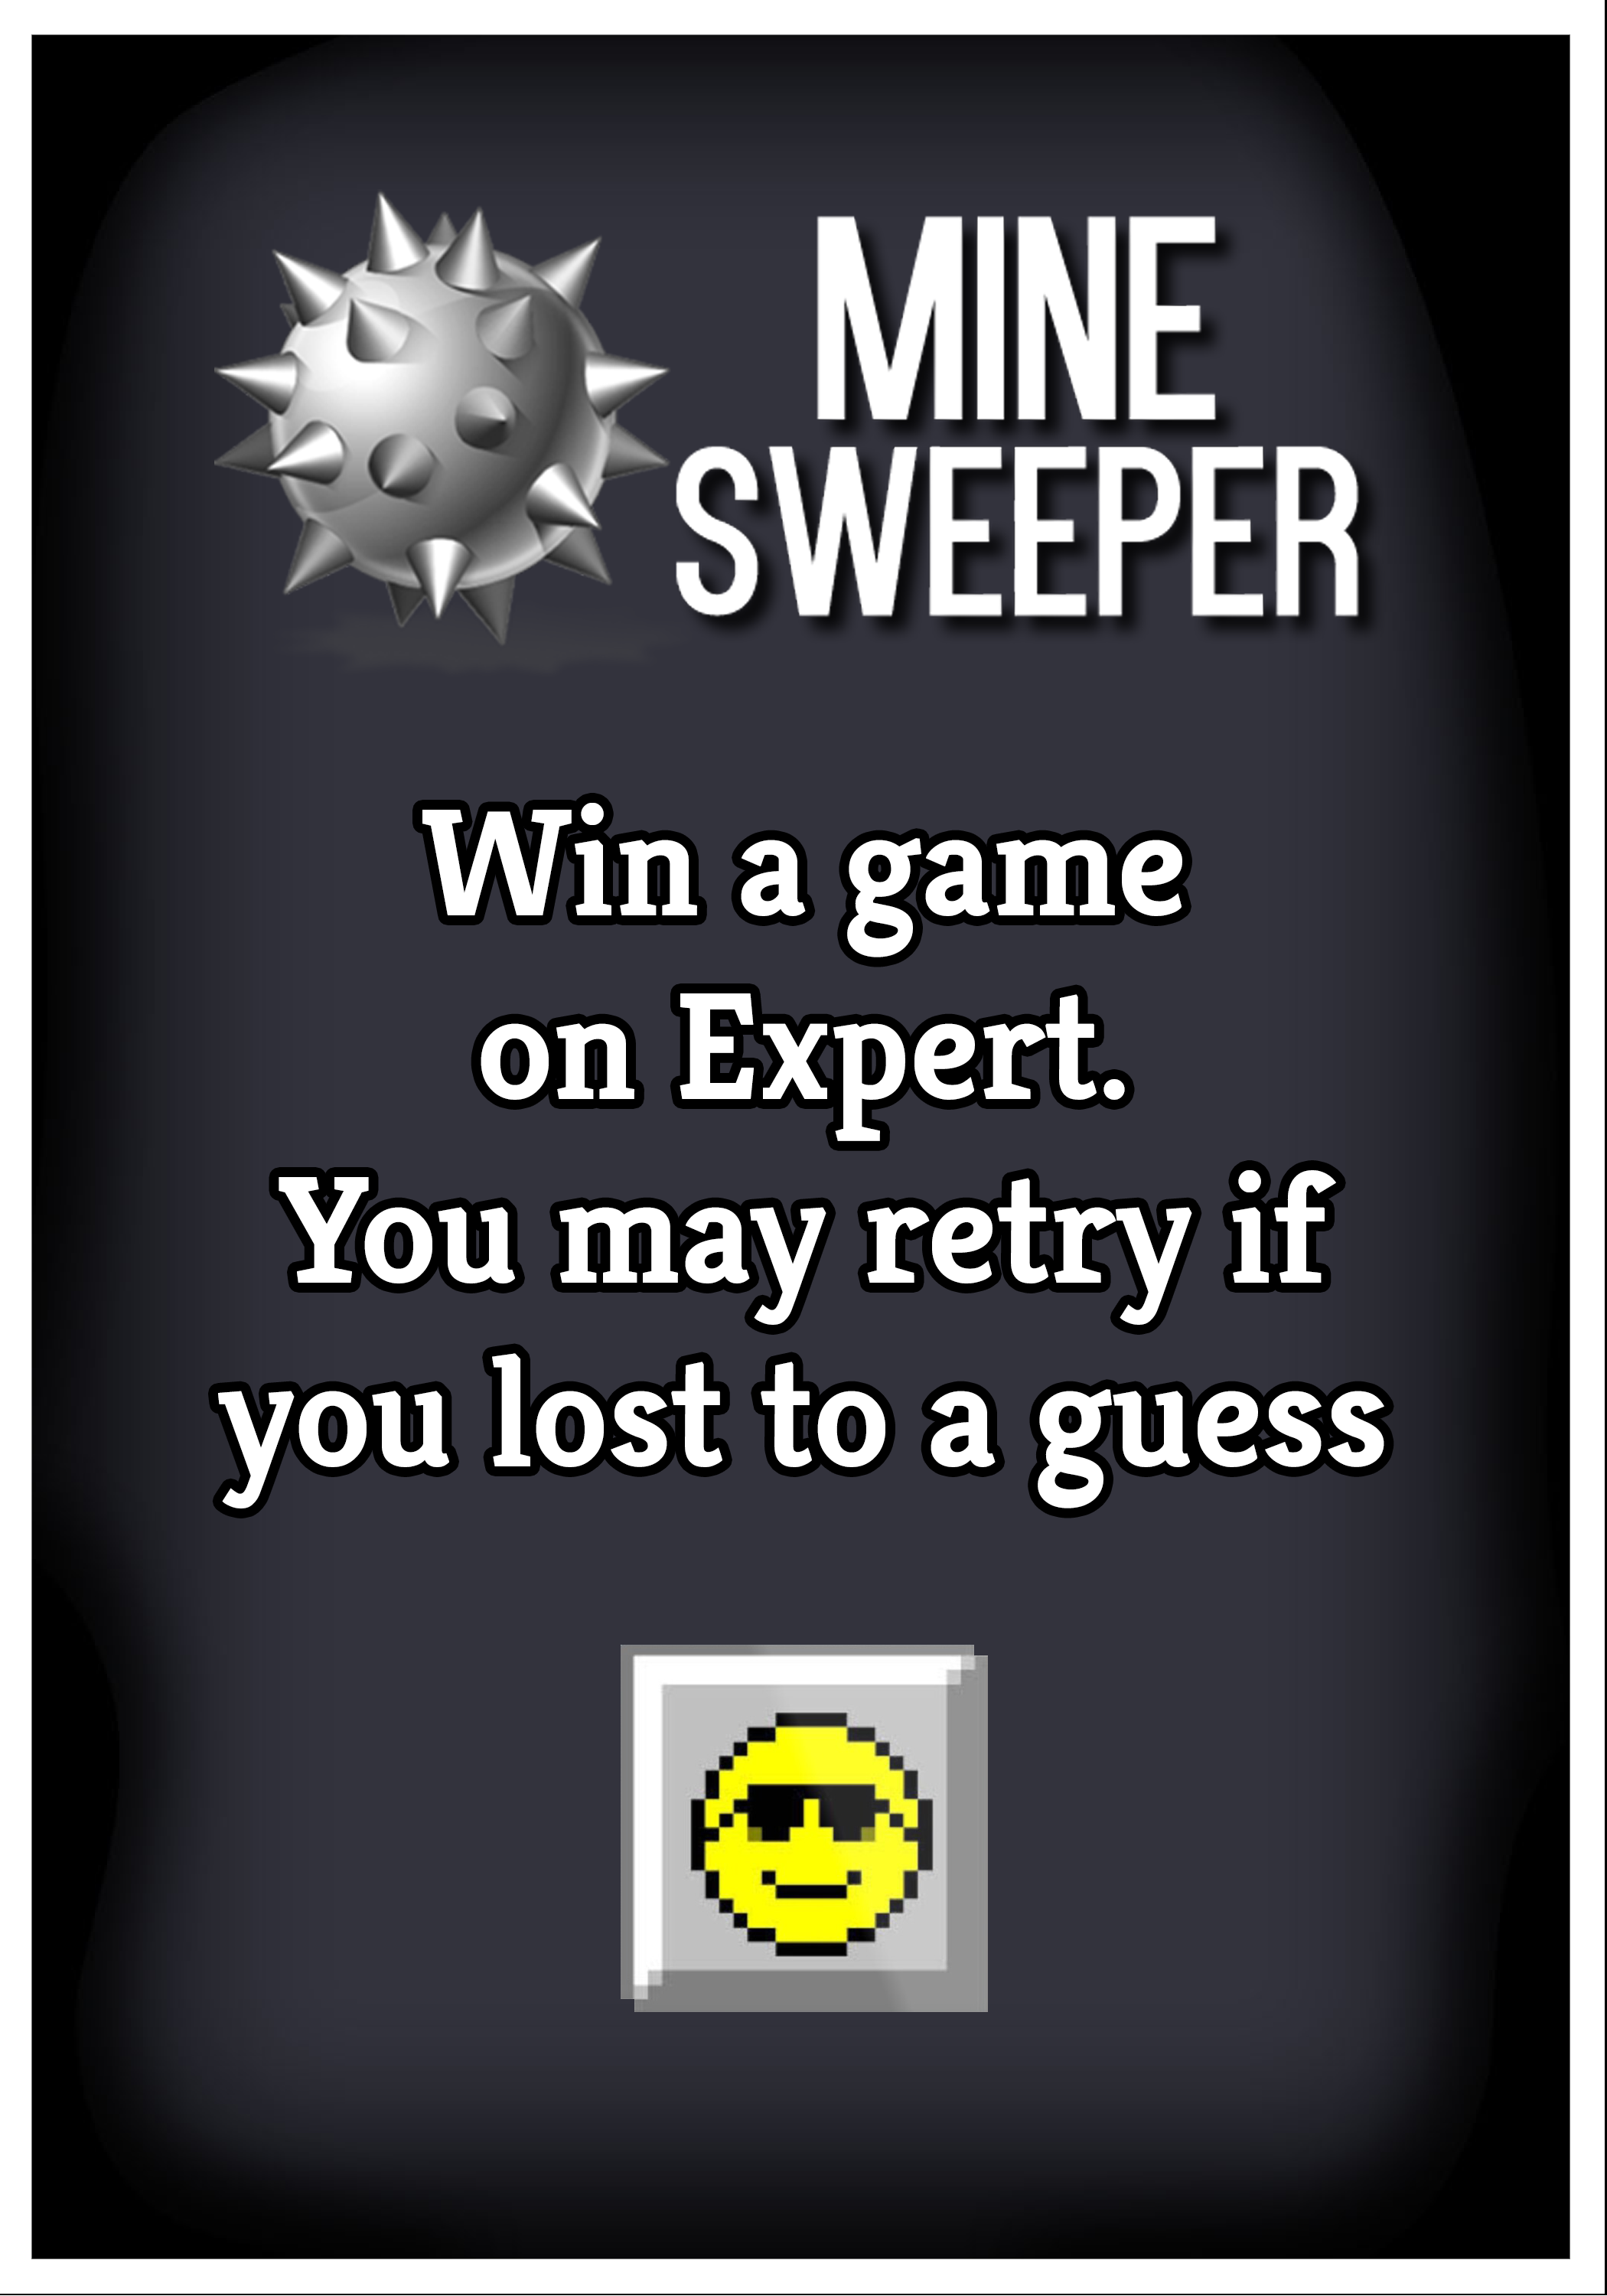 MINE
SWEEPER
Win a game
on Expert.
You may retry if
you lost to a guess